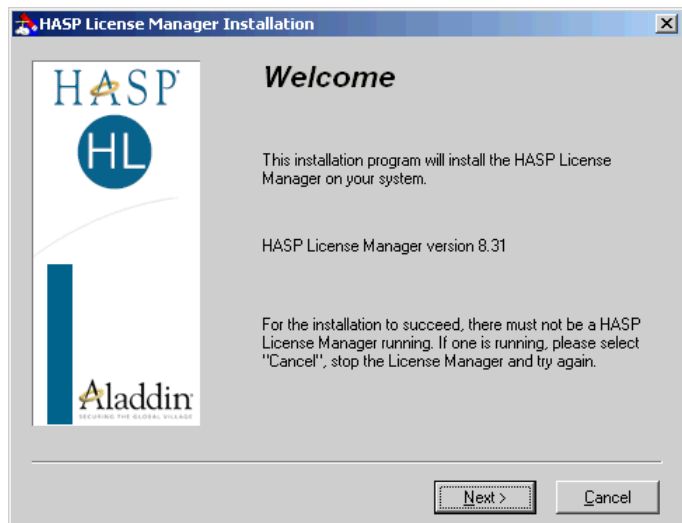 HASP License Manager Installation
HASP
HL
Aladdin
SECURING THE GLOBAL VILLAGE
Welcome
This installation program will install the HASP License
Manager on your system.
HASP License Manager version 8.31
For the installation to succeed, there must not be a HASP
License Manager running. If one is running, please select
"Cancel", stop the License Manager and try again.
Next >
Cancel